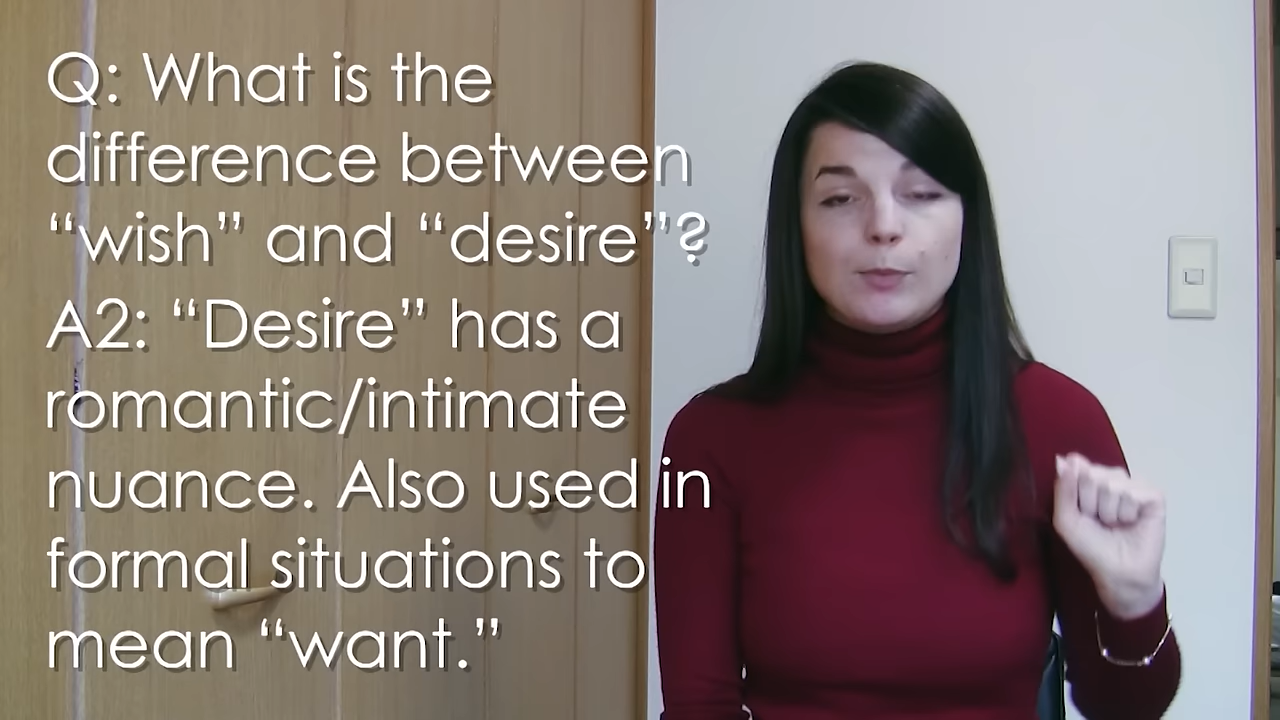 Q: What is the
difference between
“wish” and “desire”?
A2: “Desire” has a
romantic/intimate
nuance. Also used in
formal situations to
mean “want.”